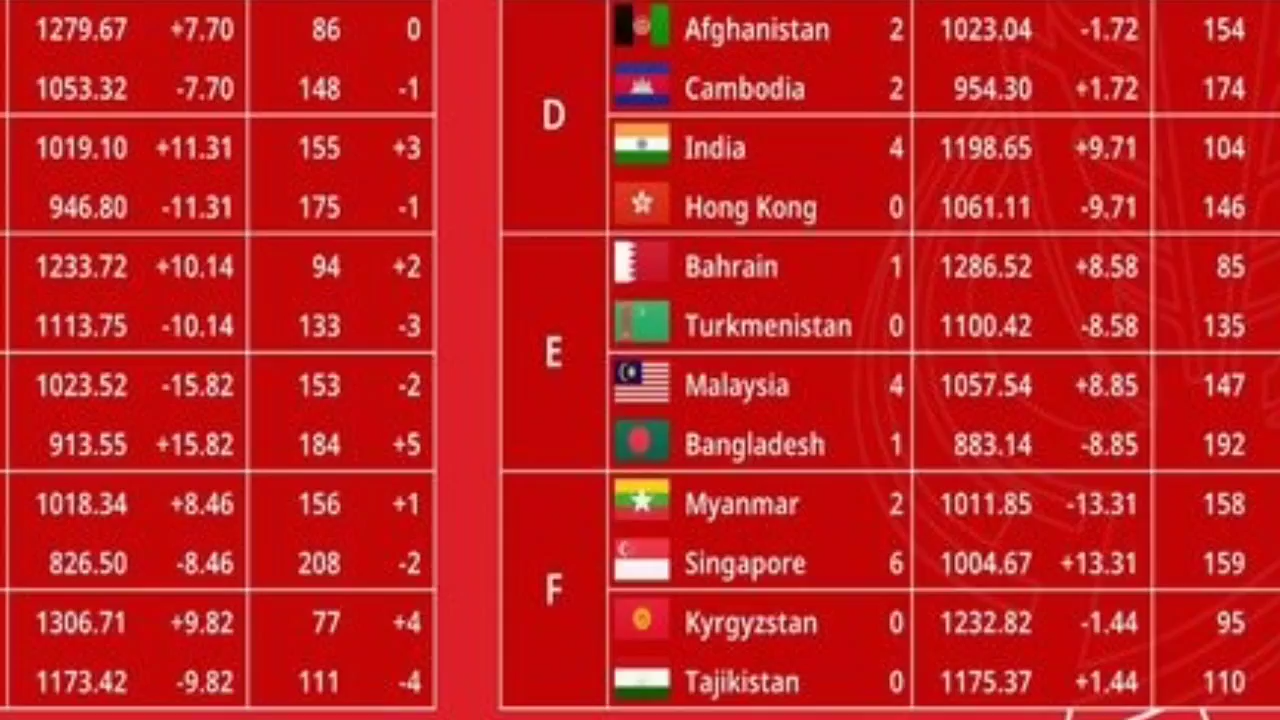 1279.67 +7.70 86 0
1053.32 -7.70 148 -1
1019.10 +11.31 155 +3
946.80 -11.31 175 -1
1233.72 +10.14 94 +2
1113.75 -10.14 133 -3
1023.52 -15.82 153 -2
913.55 +15.82 184 +5
1018.34 +8.46 156 +1
826.50 -8.46 208 -2
1306.71 +9.82 77 +4
1173.42 -9.82 111 -4
D
Afghanistan 2 1023.04 -1.72 154
Cambodia 2 954.30 +1.72 174
India 4 1198.65 +9.71 104
Hong Kong 0 1061.11 -9.71 146
E
Bahrain 1 1286.52 +8.58 85
Turkmenistan 0 1100.42 -8.58 135
Malaysia 4 1057.54 +8.85 147
Bangladesh 1 883.14 -8.85 192
F
Myanmar 2 1011.85 -13.31 158
Singapore 6 1004.67 +13.31 159
Kyrgyzstan 0 1232.82 -1.44 95
Tajikistan 0 1175.37 +1.44 110